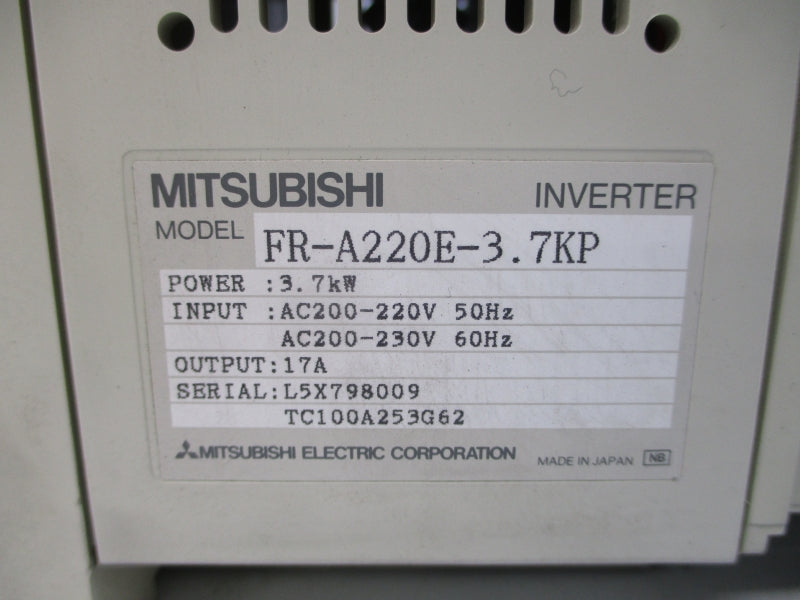 MITSUBISHI INVERTER
MODEL FR-A220E-3.7KP
POWER :3.7kW
INPUT :AC200-220V 50Hz
AC200-230V 60Hz
OUTPUT:17A
SERIAL:L5X798009
TC100A253G62
MITSUBISHI ELECTRIC CORPORATION MADE IN JAPAN NB